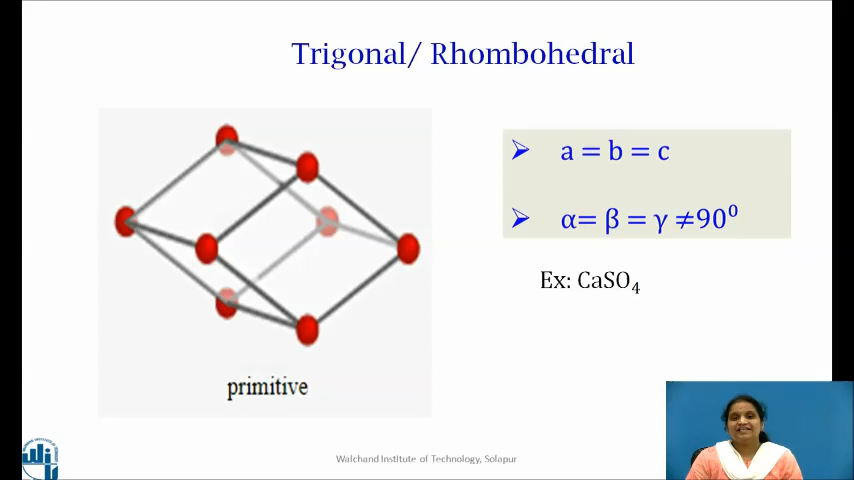 Trigonal/ Rhombohedral
➢ a = b = c
➢ α= β = γ ≠90⁰
Ex: CaSO₄
primitive
Walchand Institute of Technology, Solapur